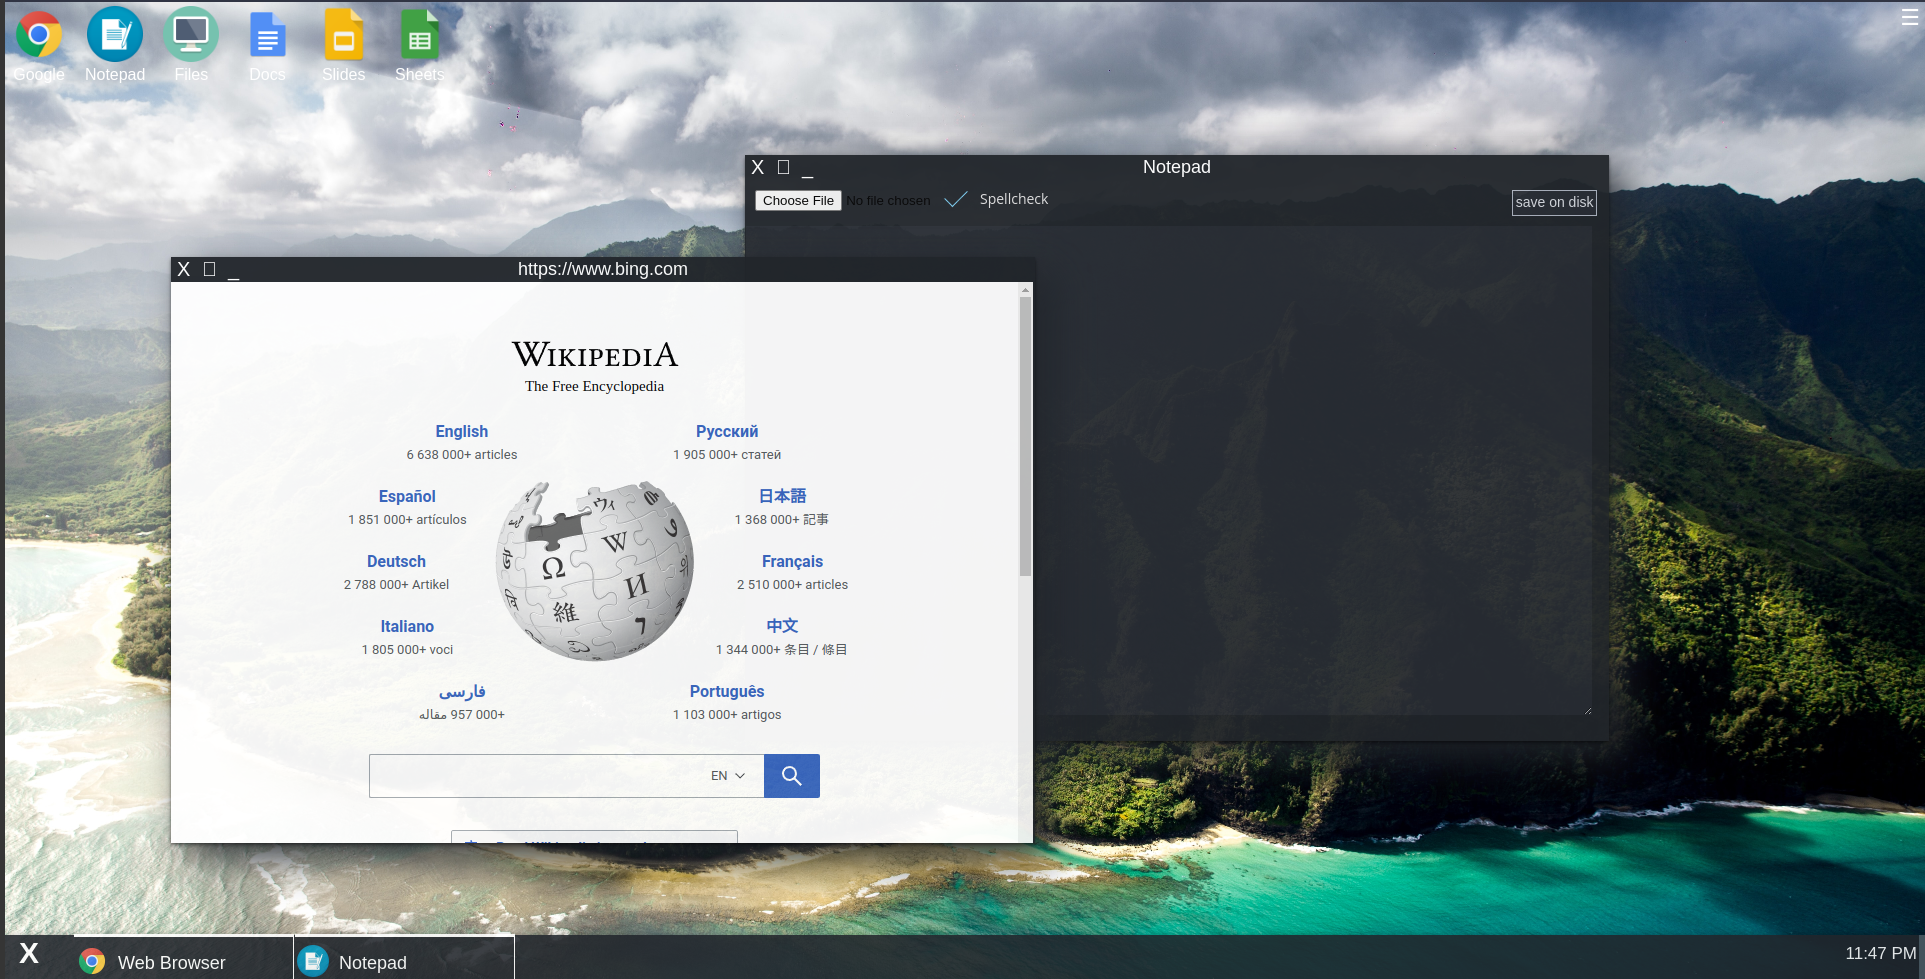 Google Notepad Files Docs Slides Sheets
X _ Notepad
Choose File No file chosen Spellcheck save on disk
X _ https://www.bing.com
WIKIPEDIA
The Free Encyclopedia
English Русский
6 638 000+ articles 1 905 000+ статей
Español 日本語
1 851 000+ artículos 1 368 000+ 記事
Deutsch Français
2 788 000+ Artikel 2 510 000+ articles
Italiano 中文
1 805 000+ voci 1 344 000+ 条目 / 條目
فارسی Português
۹57 000+ مقاله 1 103 000+ artigos
EN
X Web Browser Notepad 11:47 PM